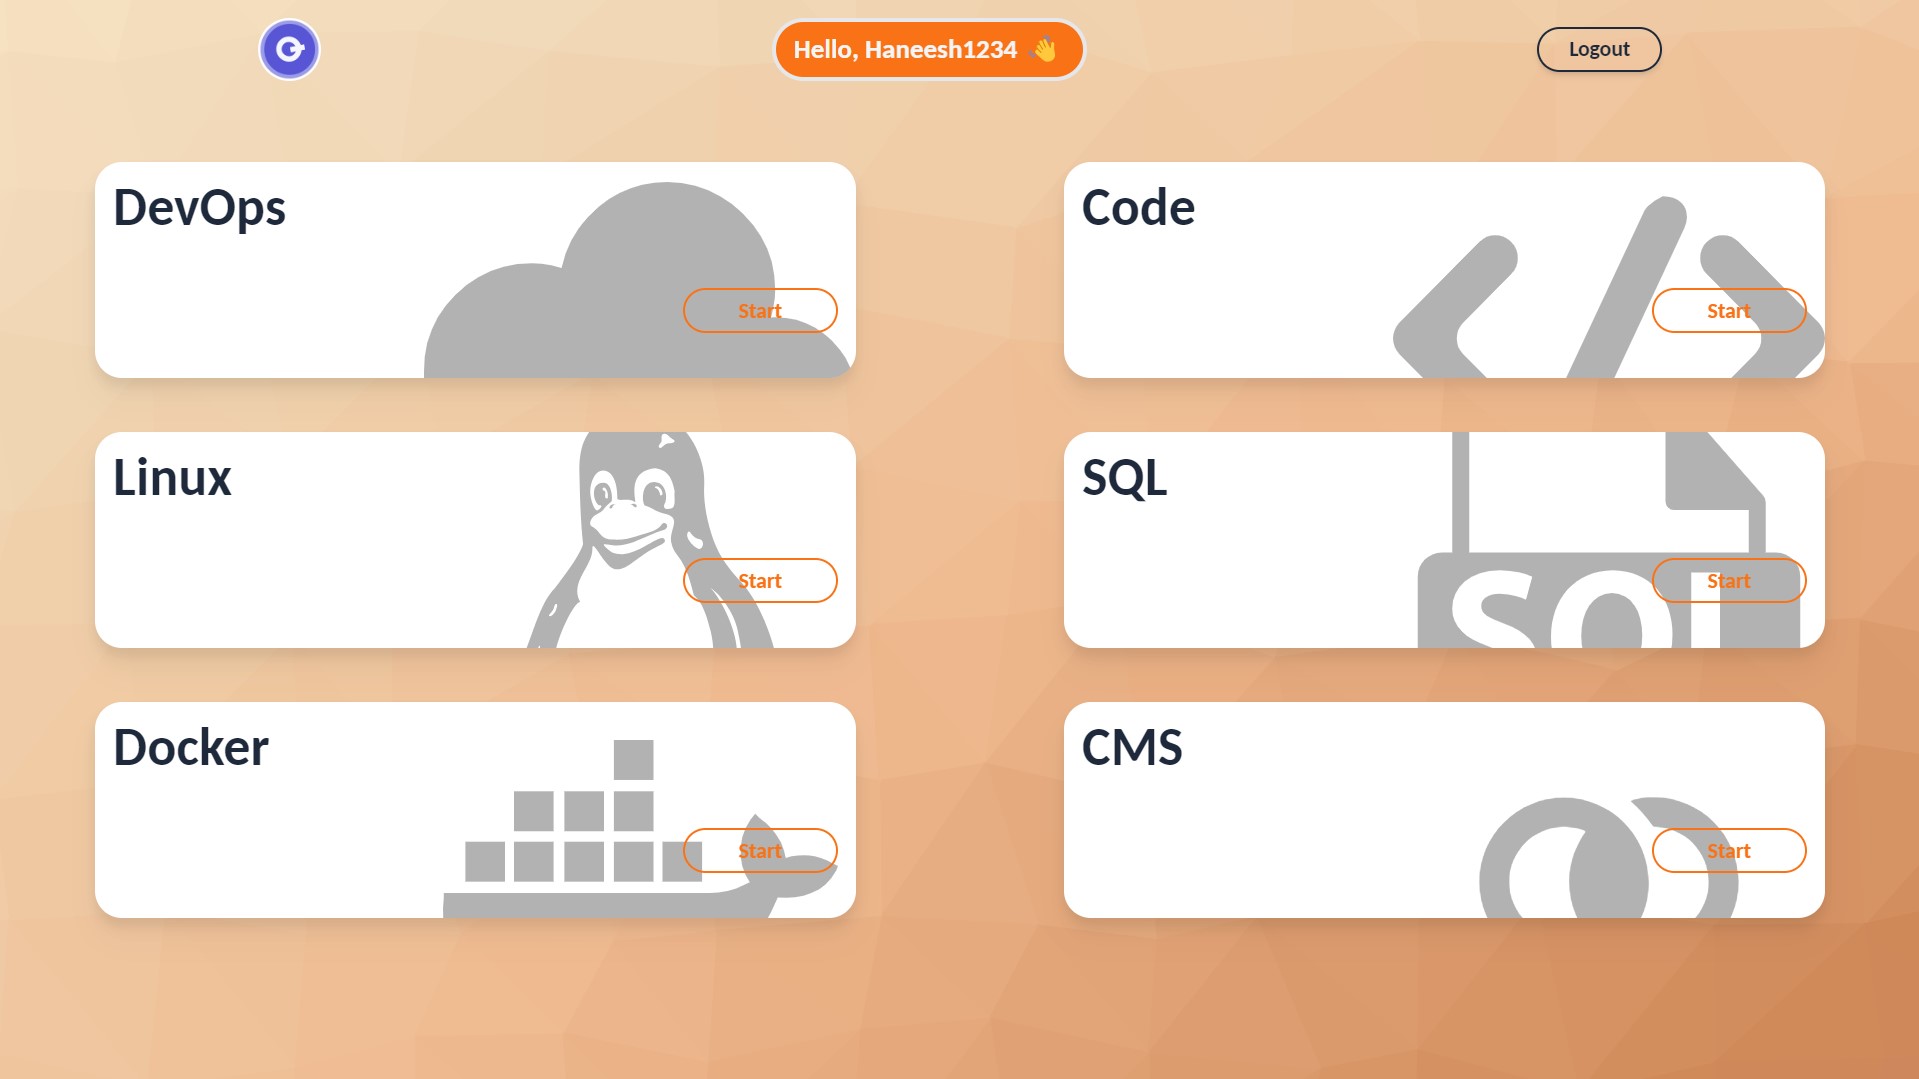 Hello, Haneesh1234 👋
Logout
DevOps
Start
Code
Start
Linux
Start
SQL
SQL
Start
Docker
Start
CMS
Start